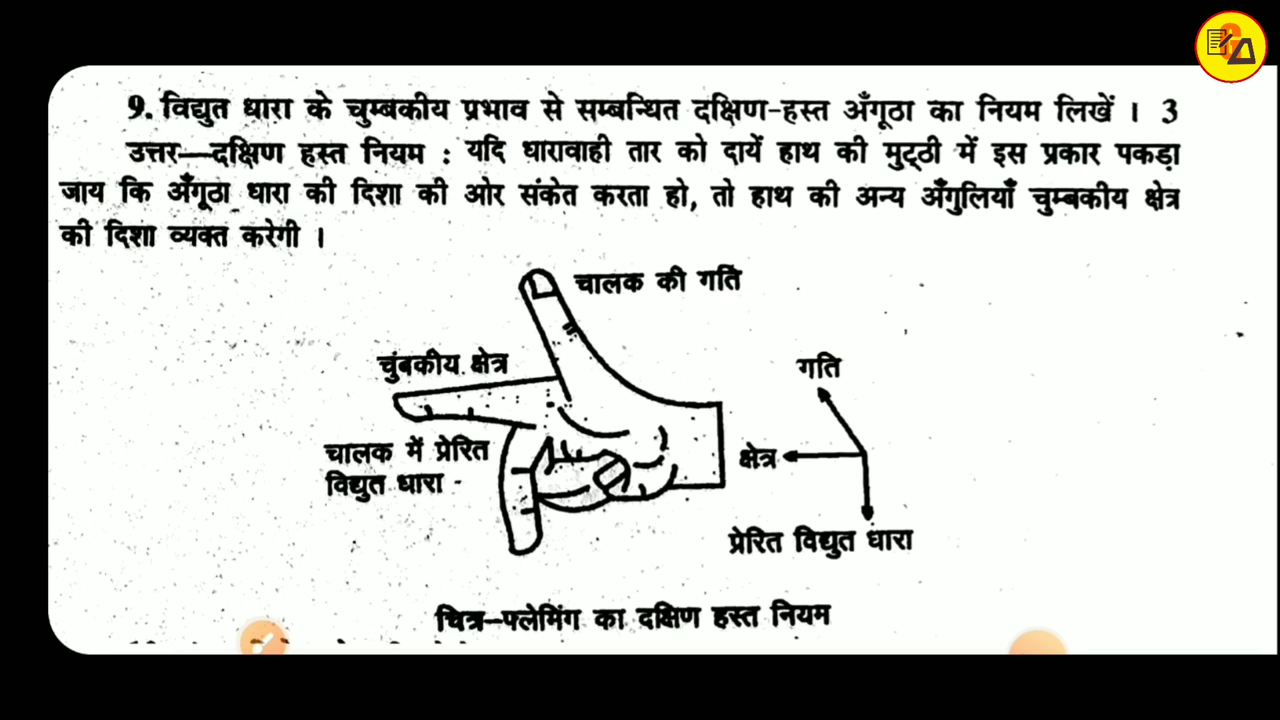 9. विद्युत धारा के चुम्बकीय प्रभाव से सम्बन्धित दक्षिण-हस्त अँगूठा का नियम लिखें । 3
उत्तर—दक्षिण हस्त नियम : यदि धारावाही तार को दायें हाथ की मुट्ठी में इस प्रकार पकड़ा
जाय कि अँगूठा धारा की दिशा की ओर संकेत करता हो, तो हाथ की अन्य अँगुलियाँ चुम्बकीय क्षेत्र
की दिशा व्यक्त करेगी ।
चालक की गति
चुंबकीय क्षेत्र
गति
चालक में प्रेरित
विद्युत धारा
क्षेत्र
प्रेरित विद्युत धारा
चित्र—फ्लेमिंग का दक्षिण हस्त नियम